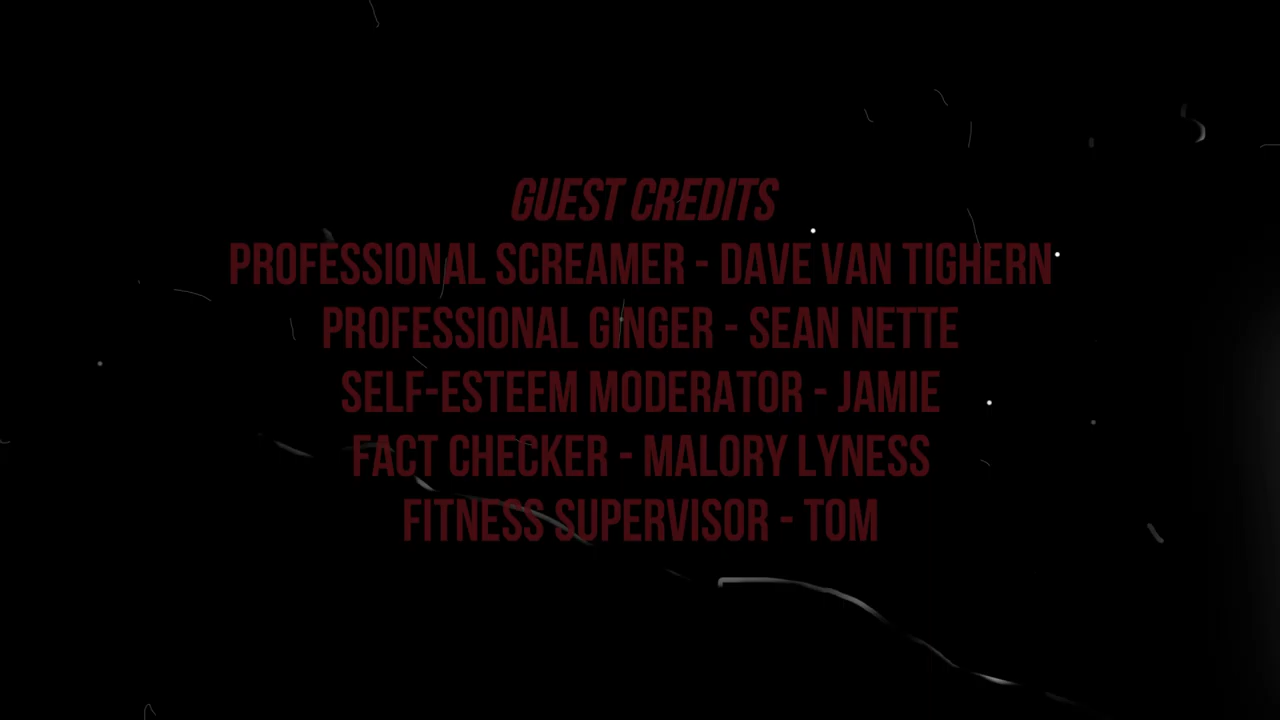 GUEST CREDITS
PROFESSIONAL SCREAMER - DAVE VAN TIGHERN
PROFESSIONAL GINGER - SEAN NETTE
SELF-ESTEEM MODERATOR - JAMIE
FACT CHECKER - MALORY LYNESS
FITNESS SUPERVISOR - TOM